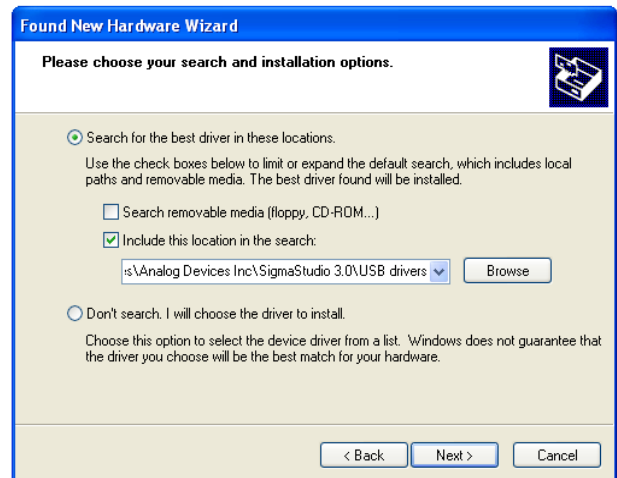 Found New Hardware Wizard
Please choose your search and installation options.
Search for the best driver in these locations.
Use the check boxes below to limit or expand the default search, which includes local
paths and removable media. The best driver found will be installed.
Search removable media (floppy, CD-ROM...)
Include this location in the search:
s\Analog Devices Inc\SigmaStudio 3.0\USB drivers
Browse
Don't search. I will choose the driver to install.
Choose this option to select the device driver from a list. Windows does not guarantee that
the driver you choose will be the best match for your hardware.
< Back
Next >
Cancel